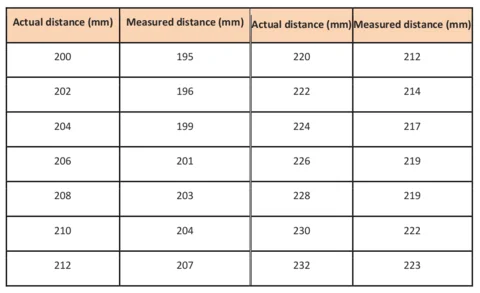 Actual distance (mm) Measured distance (mm) Actual distance (mm) Measured distance (mm)
200 195 220 212
202 196 222 214
204 199 224 217
206 201 226 219
208 203 228 219
210 204 230 222
212 207 232 223